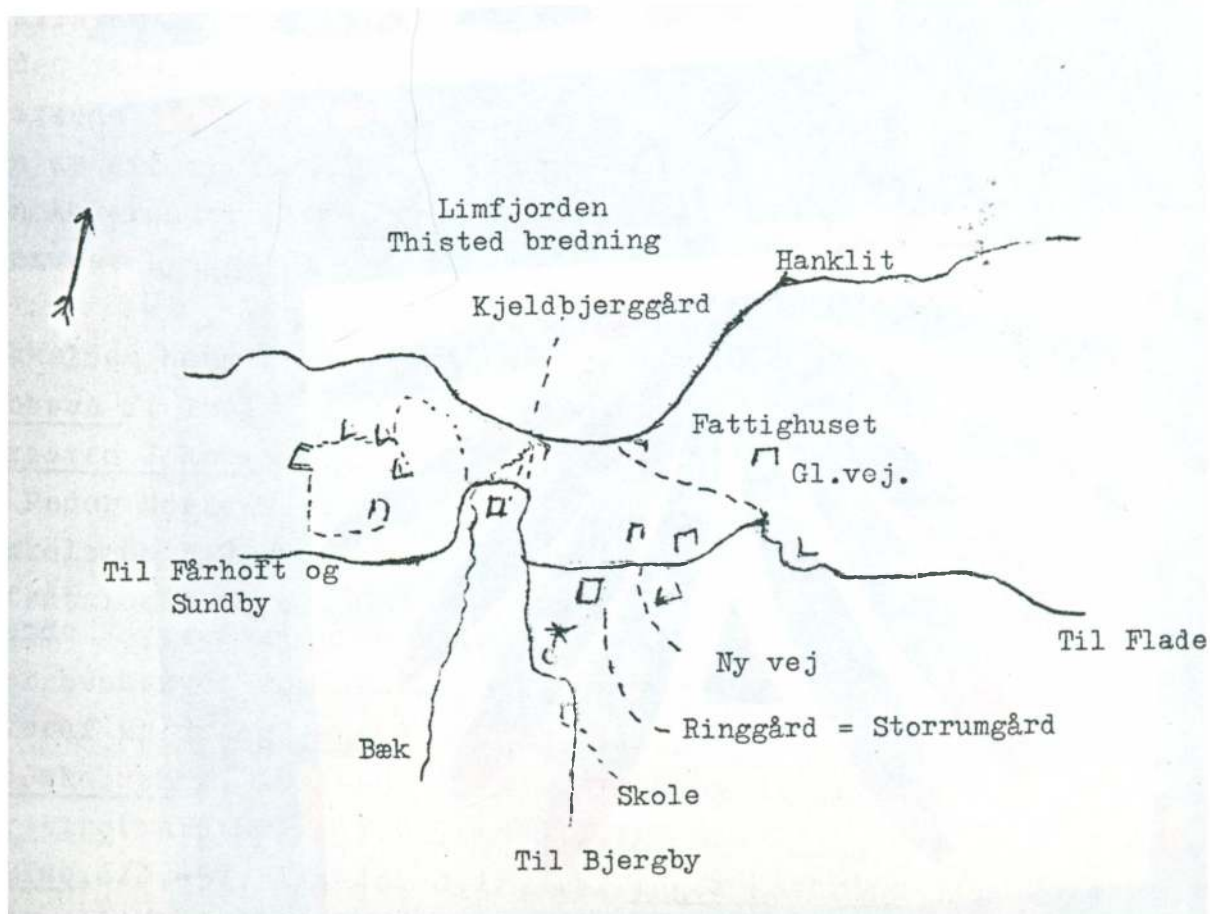 Limfjorden
Thisted bredning
Hanklit
Kjeldbjerggård
Fattighuset
Gl.vej.
Til Fårhoft og
Sundby
Til Flade
Ny vej
Ringgård = Storrumgård
Bæk
Skole
Til Bjergby